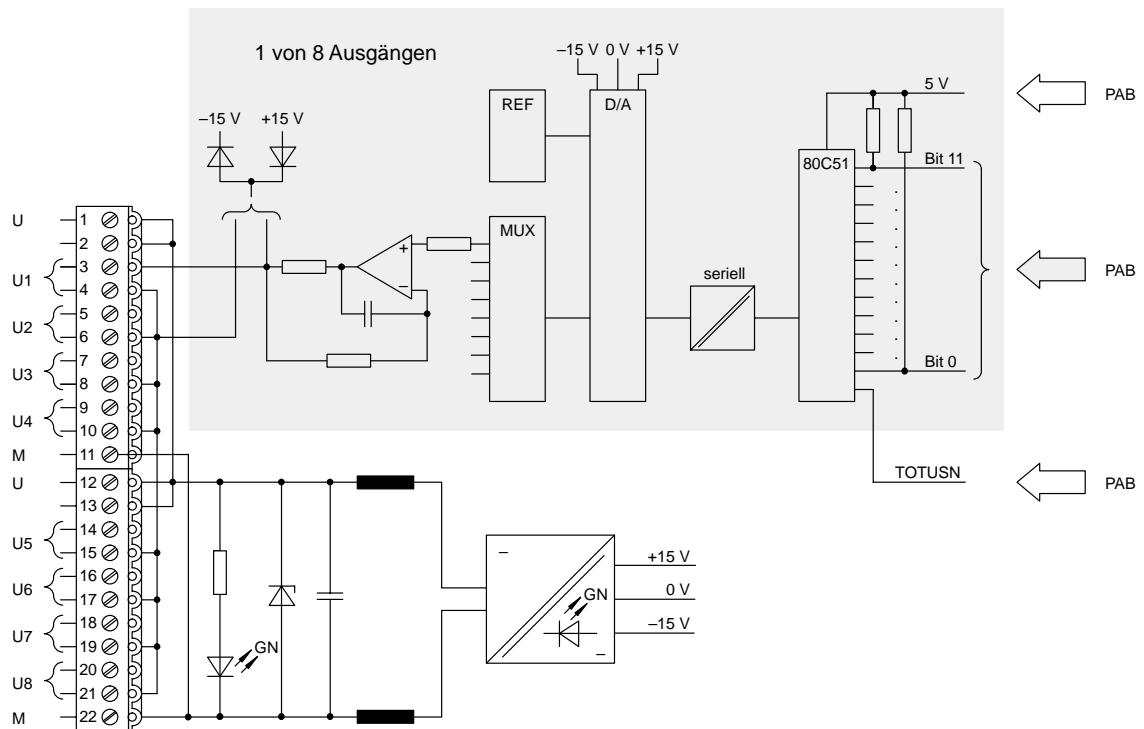 1 von 8 Ausgängen
–15 V 0 V +15 V
5 V
PAB
REF
D/A
–15 V +15 V
80C51
Bit 11
U 1
2
MUX
U1 3
4
+
–
seriell
PAB
U2 5
6
U3 7
8
Bit 0
U4 9
10
M 11
U 12
TOTUSN
PAB
13
U5 14
15
–
+15 V
U6 16
17
GN
0 V
U7 18
19
–15 V
GN
–
U8 20
21
M 22